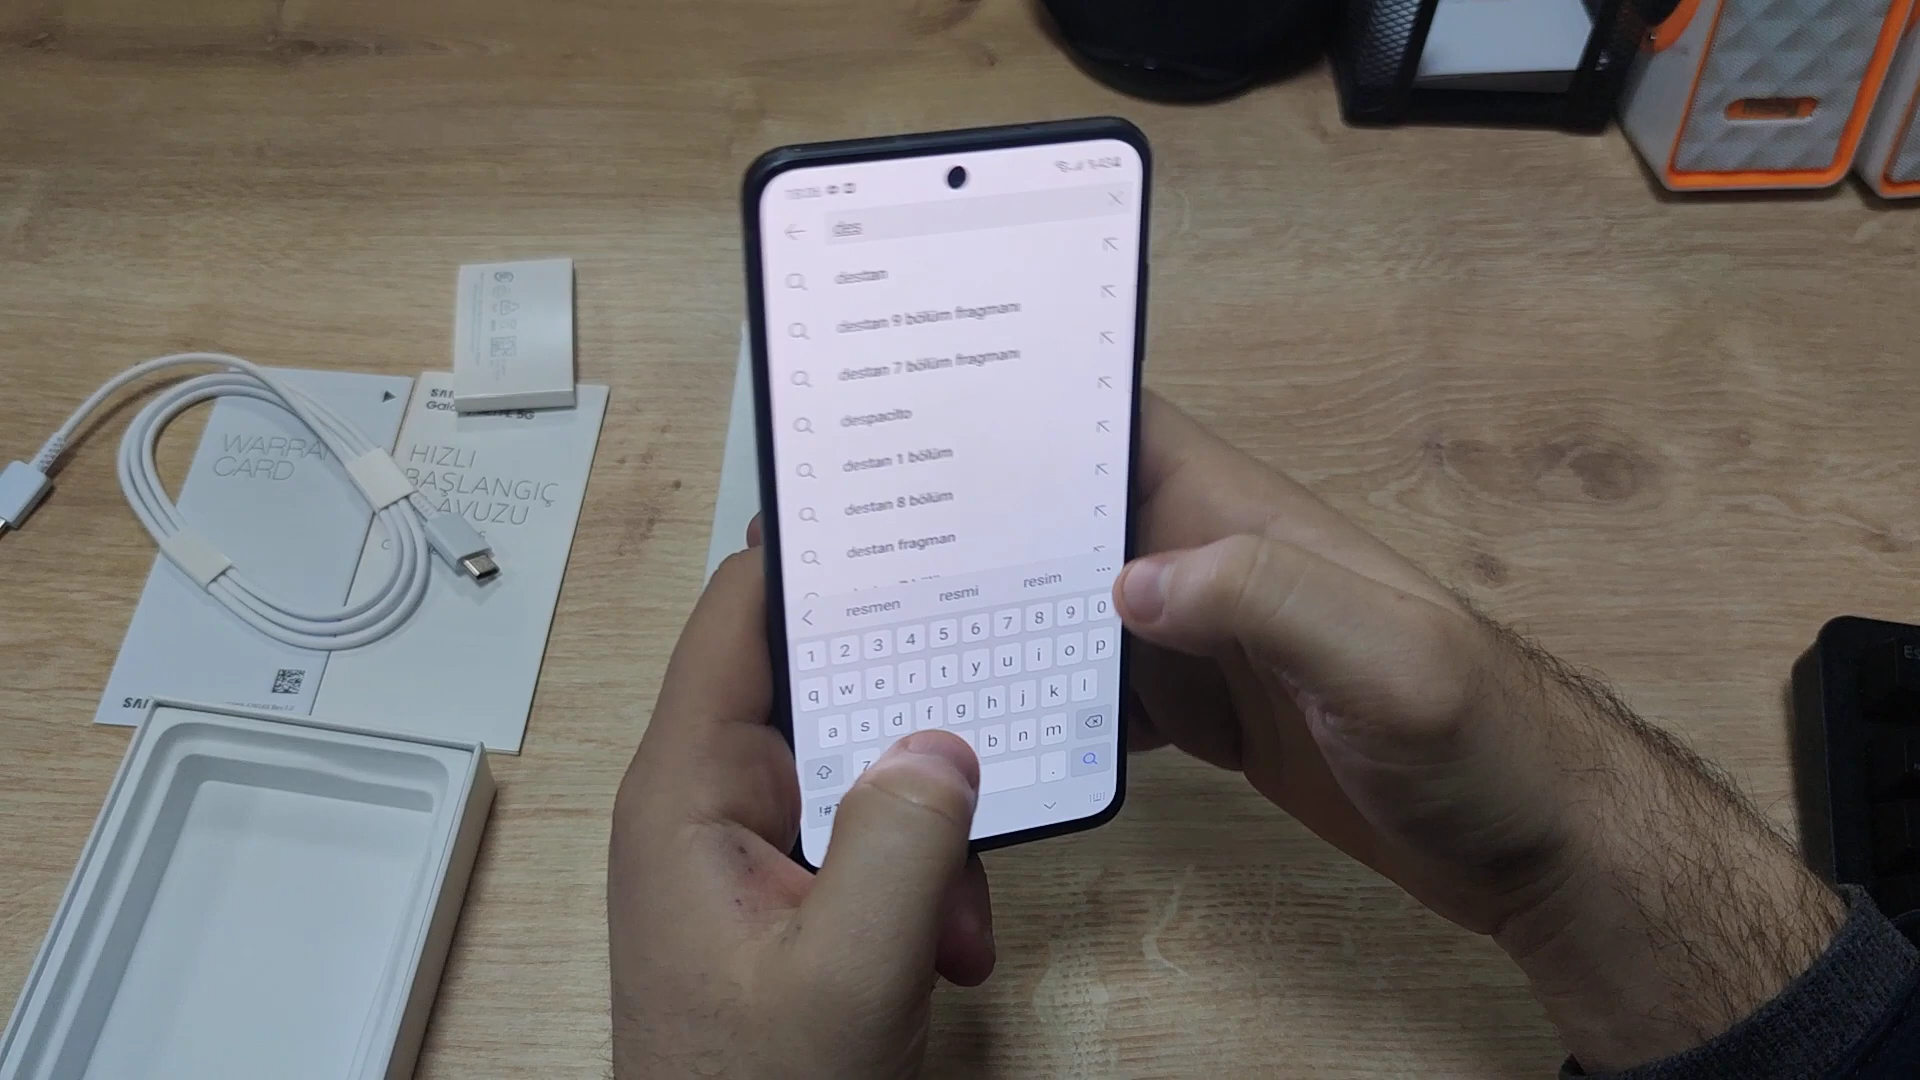 des
destan
destan 9 bölüm fragmanı
destan 7 bölüm fragmanı
despacito
destan 1 bölüm
destan 8 bölüm
destan fragman
resmen resmi resim
1 2 3 4 5 6 7 8 9 0
q w e r t y u i o p
a s d f g h j k l
z b n m
.
WARRA
CARD
HIZLI
BAŞLANGIÇ
AVUZU